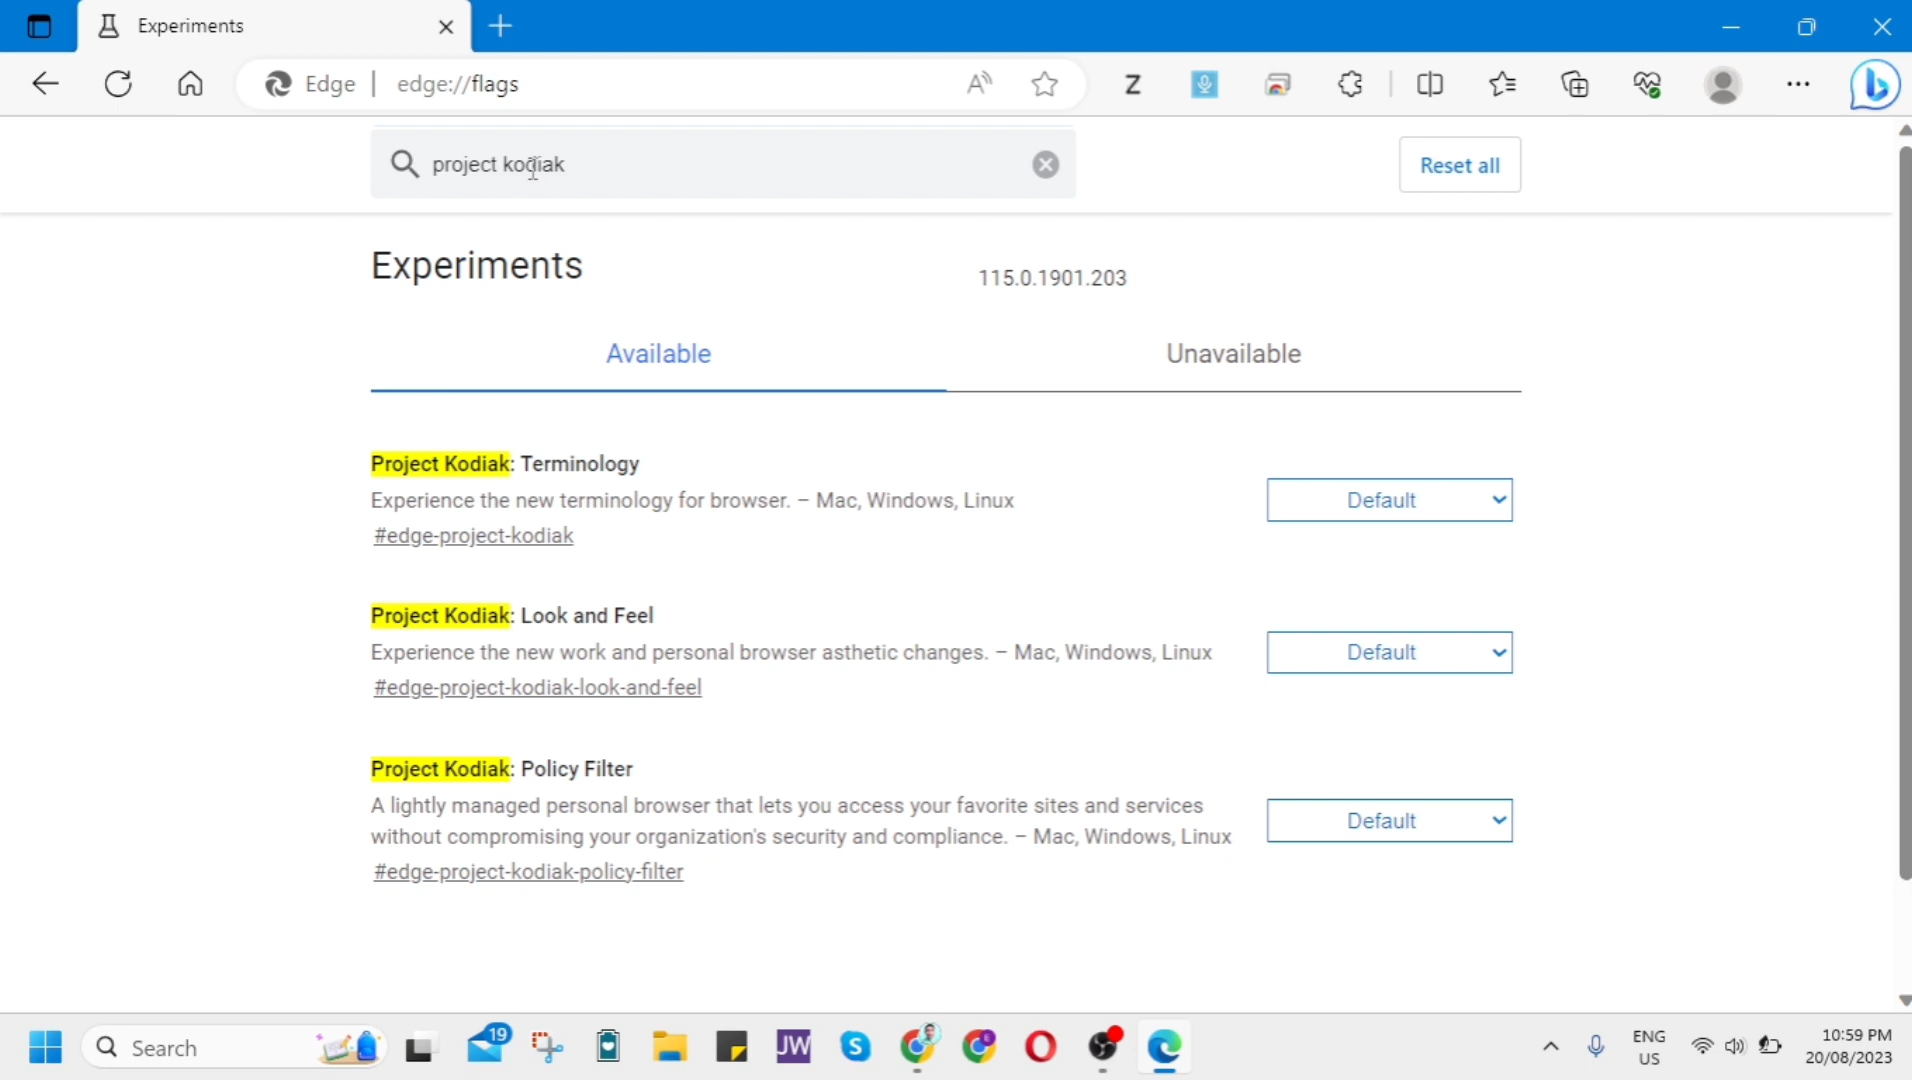 Experiments
Edge
edge://flags
project kodiak
Reset all
Experiments
115.0.1901.203
Available
Unavailable
Project Kodiak: Terminology
Experience the new terminology for browser. – Mac, Windows, Linux
#edge-project-kodiak
Default
Project Kodiak: Look and Feel
Experience the new work and personal browser asthetic changes. – Mac, Windows, Linux
#edge-project-kodiak-look-and-feel
Default
Project Kodiak: Policy Filter
A lightly managed personal browser that lets you access your favorite sites and services
without compromising your organization's security and compliance. – Mac, Windows, Linux
#edge-project-kodiak-policy-filter
Default
Search
19
JW
S
ENG
US
10:59 PM
20/08/2023